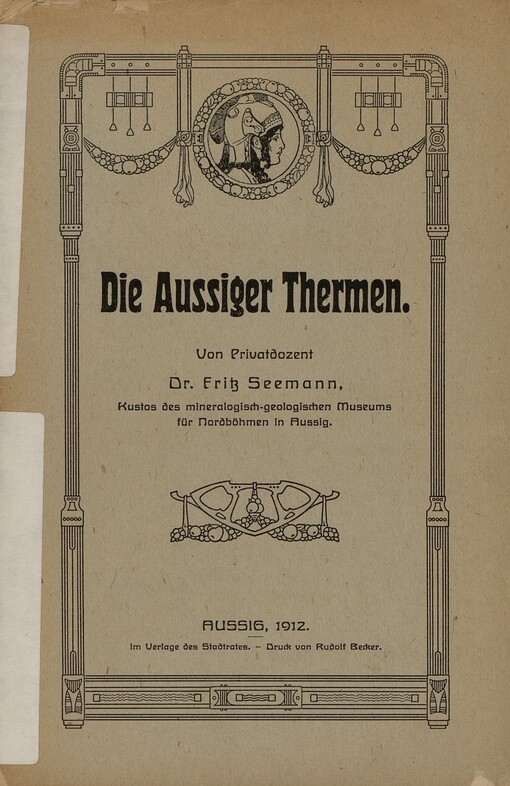 Die Aussiger Thermen.
Von Privatdozent
Dr. Fritz Seemann,
Kustos des mineralogisch-geologischen Museums
für Nordböhmen in Aussig.
AUSSIG, 1912.
Im Verlage des Stadtrates. – Druck von Rudolf Becker.